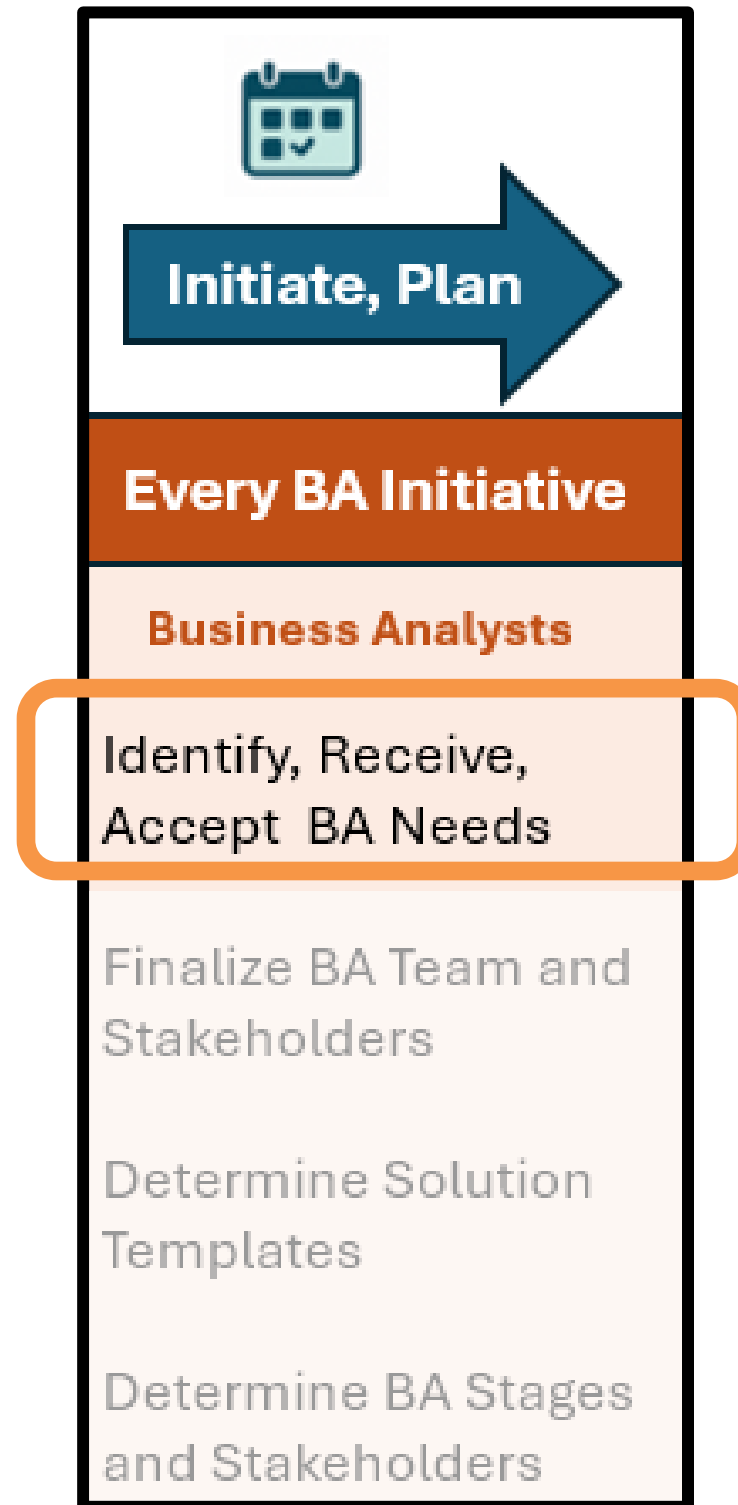 Initiate, Plan
Every BA Initiative
Business Analysts
Identify, Receive,
Accept  BA Needs
Finalize BA Team and
Stakeholders
Determine Solution
Templates
Determine BA Stages
and Stakeholders